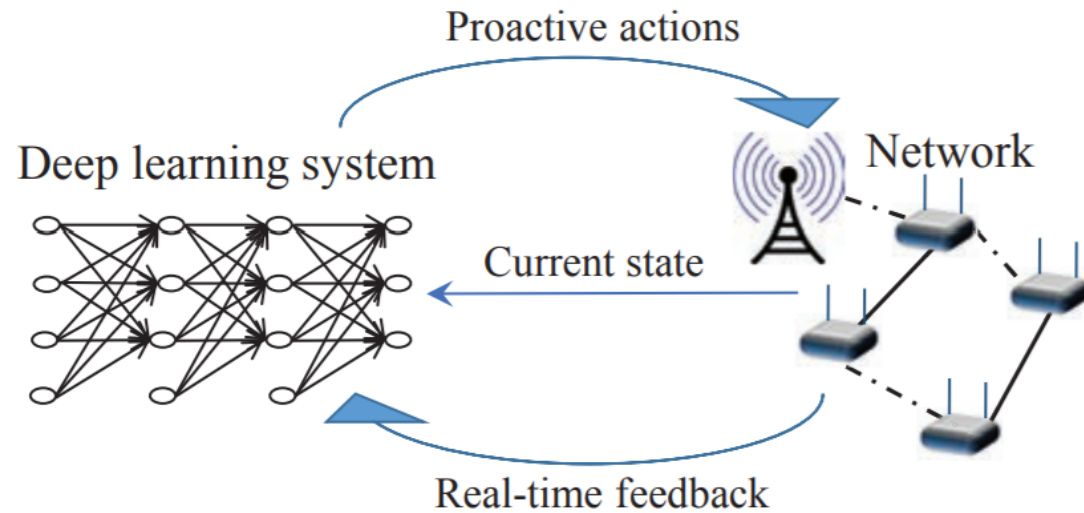 Proactive actions
Deep learning system
Network
Current state
Real-time feedback